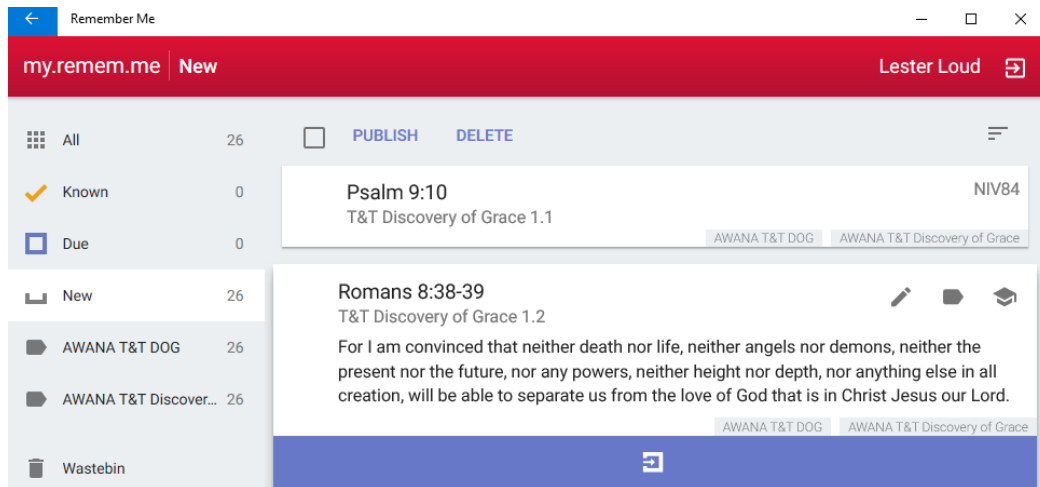 Remember Me
my.remem.me New
Lester Loud
All 26
Known 0
Due 0
New 26
AWANA T&T DOG 26
AWANA T&T Discover... 26
Wastebin
PUBLISH DELETE
Psalm 9:10
NIV84
T&T Discovery of Grace 1.1
AWANA T&T DOG AWANA T&T Discovery of Grace
Romans 8:38-39
T&T Discovery of Grace 1.2
For I am convinced that neither death nor life, neither angels nor demons, neither the
present nor the future, nor any powers, neither height nor depth, nor anything else in all
creation, will be able to separate us from the love of God that is in Christ Jesus our Lord.
AWANA T&T DOG AWANA T&T Discovery of Grace